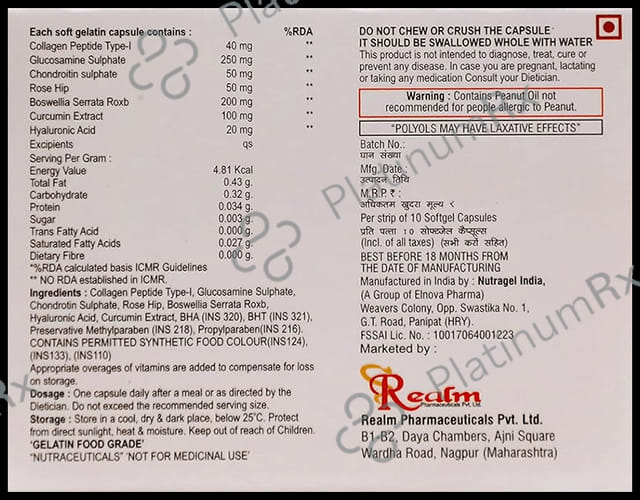 Each soft gelatin capsule contains : %RDA
Collagen Peptide Type-I 40 mg **
Glucosamine Sulphate 250 mg **
Chondroitin sulphate 50 mg **
Rose Hip 50 mg **
Boswellia Serrata Roxb 200 mg **
Curcumin Extract 100 mg **
Hyaluronic Acid 20 mg **
Excipients qs
Serving Per Gram :
Energy Value 4.81 Kcal
Total Fat 0.43 g.
Carbohydrate 0.32 g.
Protein 0.034 g.
Sugar 0.003 g.
Trans Fatty Acids 0.000 g.
Saturated Fatty Acids 0.027 g.
Dietary Fibre 0.000 g.
*%RDA calculated basis ICMR Guidelines
** NO RDA established in ICMR.
Ingredients : Collagen Peptide Type-I, Glucosamine Sulphate,
Chondrotin Sulphate, Rose Hip, Boswellia Serrata Roxb,
Hyaluronic Acid, Curcumin Extract, BHA (INS 320), BHT (INS 321),
Preservative Methylparaben (INS 218), Propylparaben(INS 216).
CONTAINS PERMITTED SYNTHETIC FOOD COLOUR(INS124),
(INS133), (INS110)
Appropriate overages of vitamins are added to compensate for loss
on storage.
Dosage : One capsule daily after a meal or as directed by the
Dietician. Do not exceed the recommended serving size.
Storage : Store in a cool, dry & dark place, below 25°C. Protect
from direct sunlight, heat & moisture. Keep out of reach of Children.
'GELATIN FOOD GRADE'
"NUTRACEUTICALS" 'NOT FOR MEDICINAL USE'
DO NOT CHEW OR CRUSH THE CAPSULE
IT SHOULD BE SWALLOWED WHOLE WITH WATER
This product is not intended to diagnose, treat, cure or
prevent any disease. In case you are pregnant, lactating
or taking any medication Consult your Dietician.
Warning : Contains Peanut Oil not
recommended for people allergic to Peanut.
"POLYOLS MAY HAVE LAXATIVE EFFECTS"
Batch No.:
घान संख्या
Mfg. Date :
उत्पादन तिथि
M.R.P. ₹ :
अधिकतम खुदरा मूल्य ₹
Per strip of 10 Softgel Capsules
प्रति पत्ता 10 सोफ्टजेल कैप्सूल्स
(Incl. of all taxes) (सभी करों सहित)
BEST BEFORE 18 MONTHS FROM
THE DATE OF MANUFACTURING
Manufactured in India by : Nutragel India,
(A Group of Elnova Pharma)
Weavers Colony, Opp. Swastika No. 1,
G.T. Road, Panipat (HRY).
FSSAI Lic. No. : 10017064001223
Marketed by :
Realm
Pharmaceuticals Pvt. Ltd.
Realm Pharmaceuticals Pvt. Ltd.
B1-B2, Daya Chambers, Ajni Square
Wardha Road, Nagpur (Maharashtra)
PlatinumRx
PlatinumRx
PlatinumRx